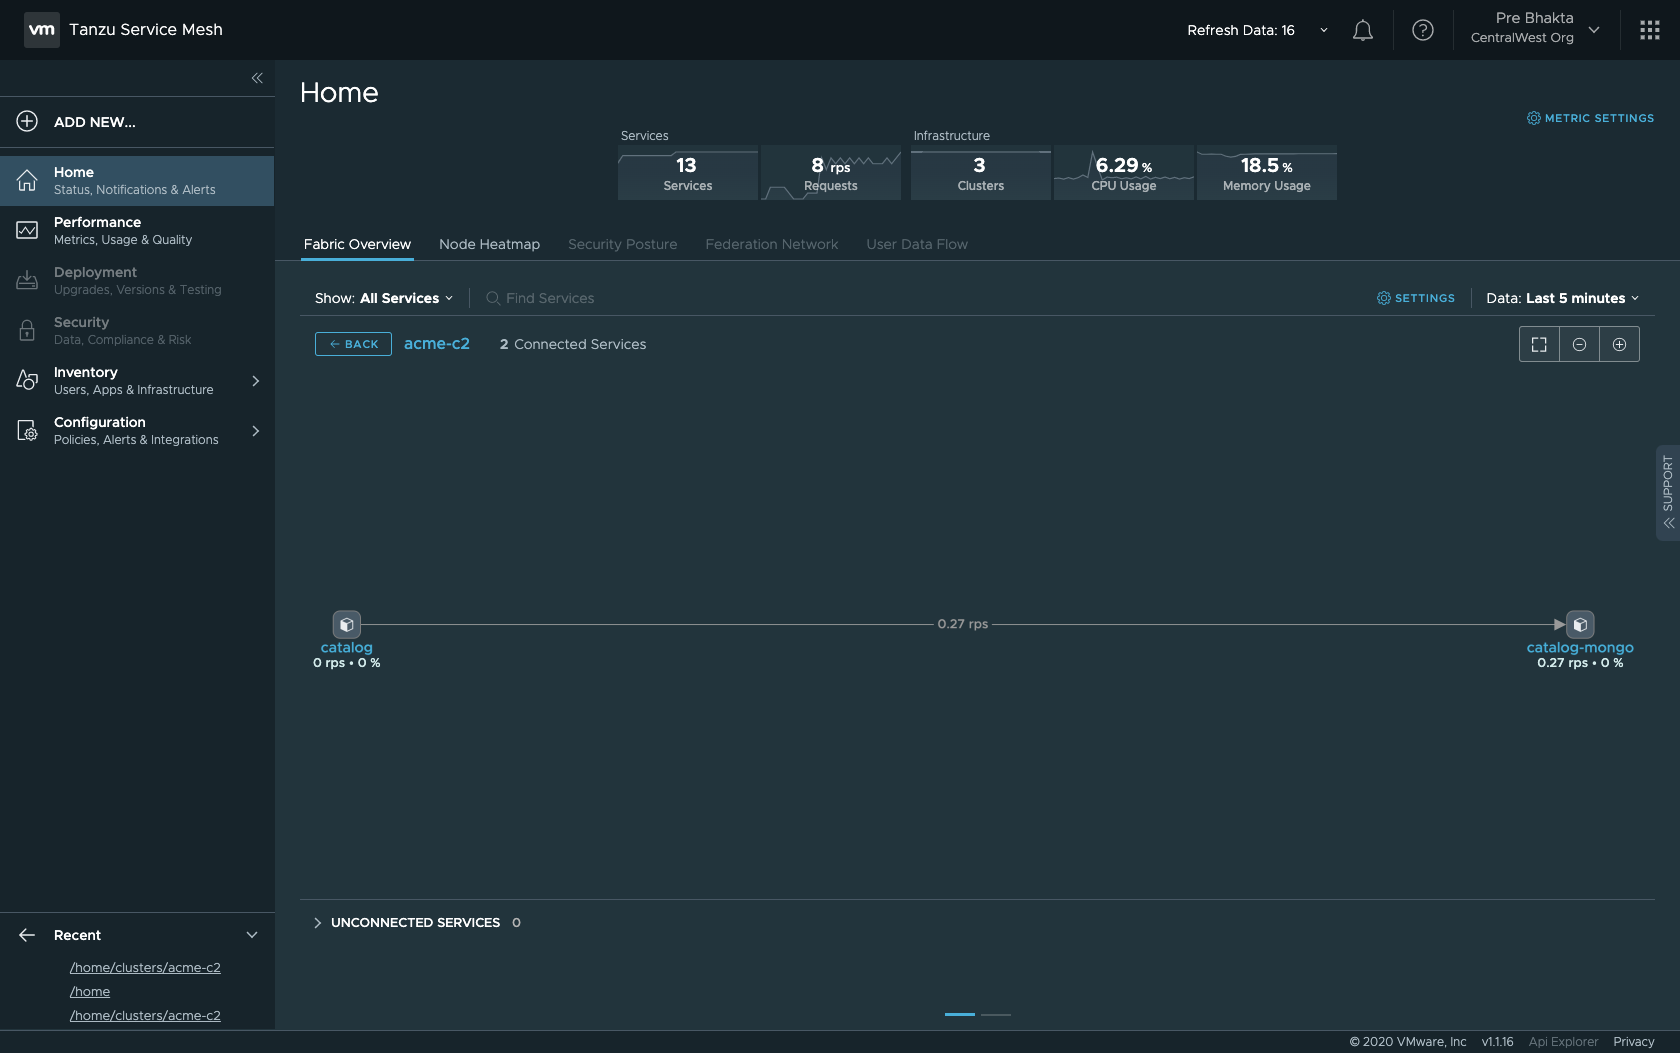 vm Tanzu Service Mesh
Refresh Data: 16
Pre Bhakta
CentralWest Org
ADD NEW...
Home
Status, Notifications & Alerts
Performance
Metrics, Usage & Quality
Deployment
Upgrades, Versions & Testing
Security
Data, Compliance & Risk
Inventory
Users, Apps & Infrastructure
Configuration
Policies, Alerts & Integrations
Recent
/home/clusters/acme-c2
/home
/home/clusters/acme-c2
Home
METRIC SETTINGS
Services
13
Services
8 rps
Requests
Infrastructure
3
Clusters
6.29 %
CPU Usage
18.5 %
Memory Usage
Fabric Overview Node Heatmap Security Posture Federation Network User Data Flow
Show: All Services Find Services SETTINGS Data: Last 5 minutes
BACK acme-c2 2 Connected Services
SUPPORT
0.27 rps
catalog
0 rps • 0 %
catalog-mongo
0.27 rps • 0 %
UNCONNECTED SERVICES 0
© 2020 VMware, Inc v1.1.16 Api Explorer Privacy